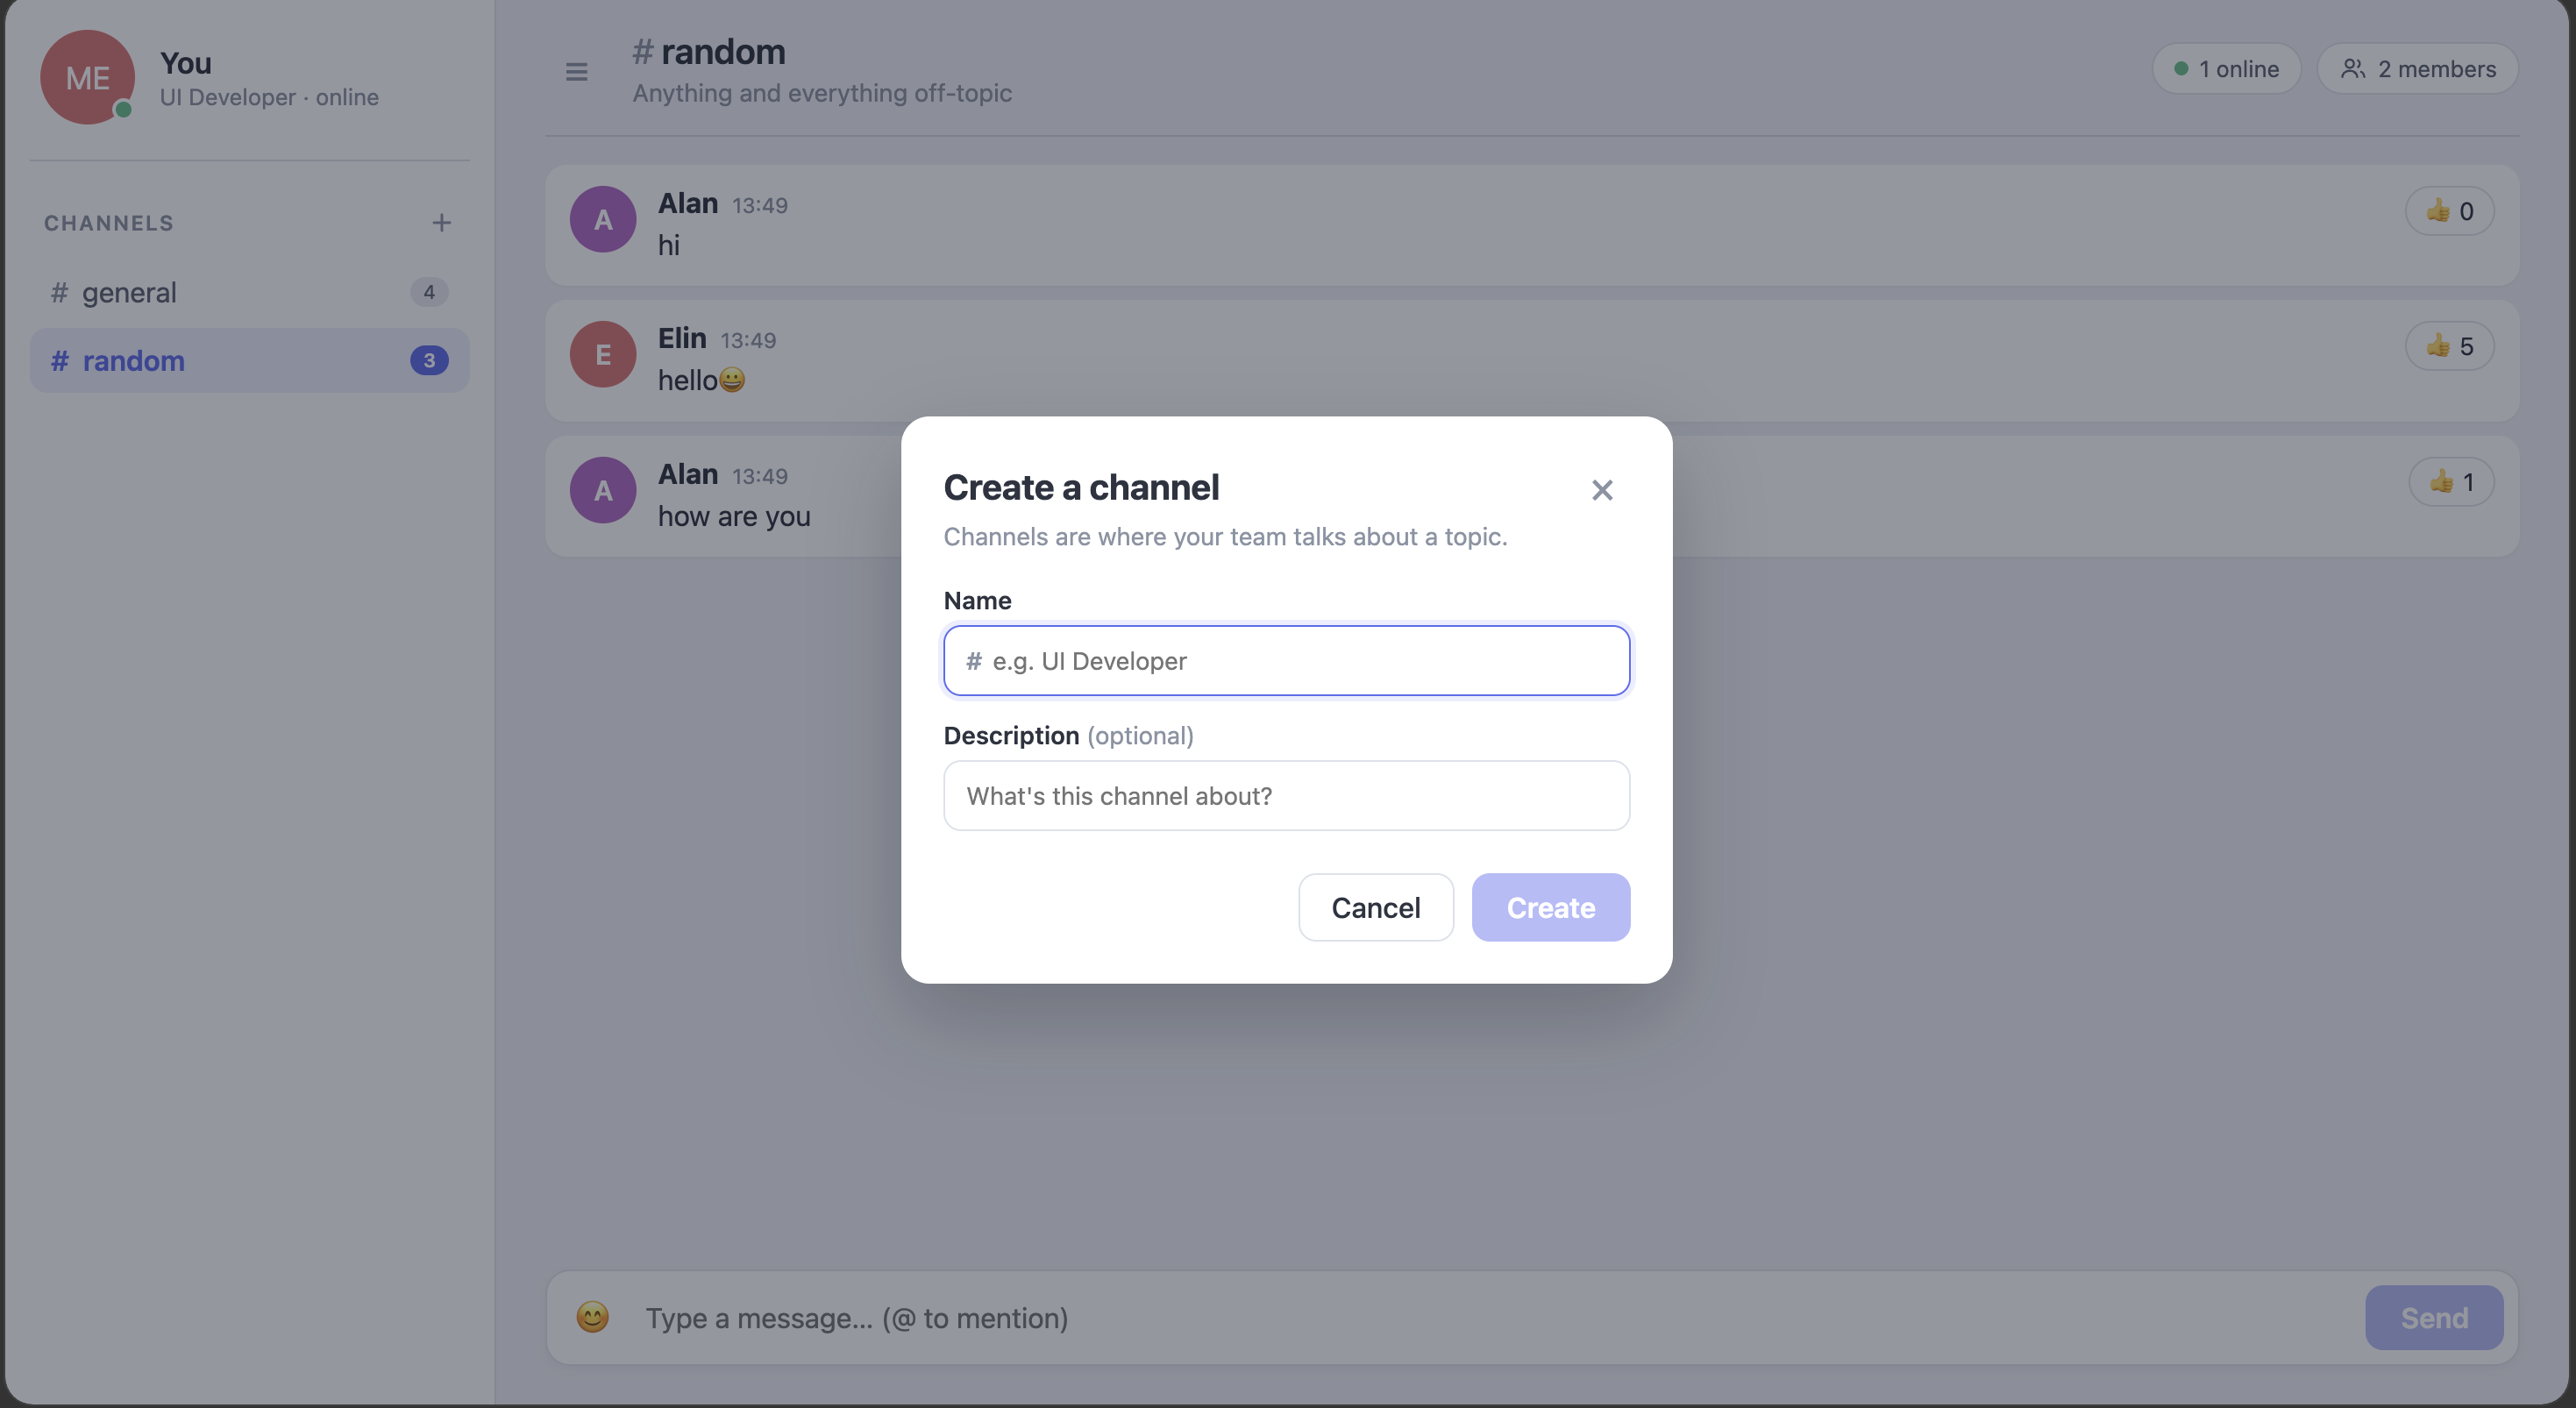 ME
You
UI Developer · online
CHANNELS +
# general 4
# random 3
# random
Anything and everything off-topic
1 online
2 members
A
Alan 13:49
hi
👍 0
E
Elin 13:49
hello😀
👍 5
A
Alan 13:49
how are you
👍 1
Create a channel
Channels are where your team talks about a topic.
Name
# e.g. UI Developer
Description (optional)
What's this channel about?
Cancel
Create
Type a message... (@ to mention)
Send